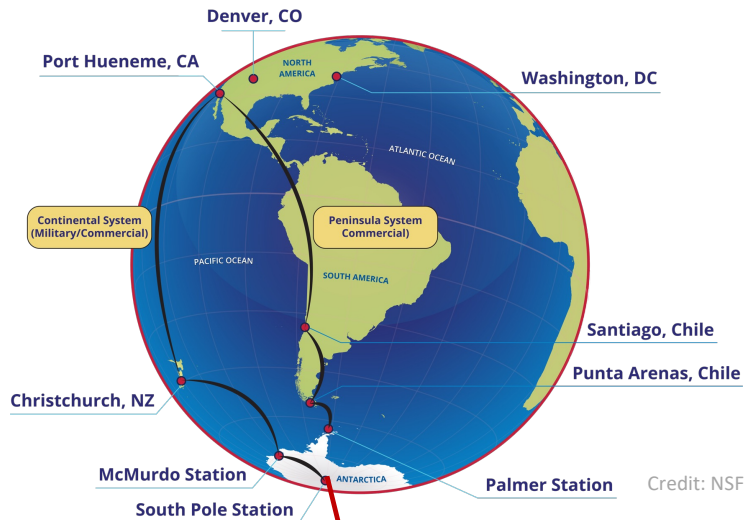 Denver, CO
Port Hueneme, CA
NORTH
AMERICA
Washington, DC
ATLANTIC OCEAN
Continental System
(Military/Commercial)
Peninsula System
Commercial)
PACIFIC OCEAN
SOUTH AMERICA
Santiago, Chile
Punta Arenas, Chile
Christchurch, NZ
McMurdo Station
ANTARCTICA
Palmer Station
Credit: NSF
South Pole Station